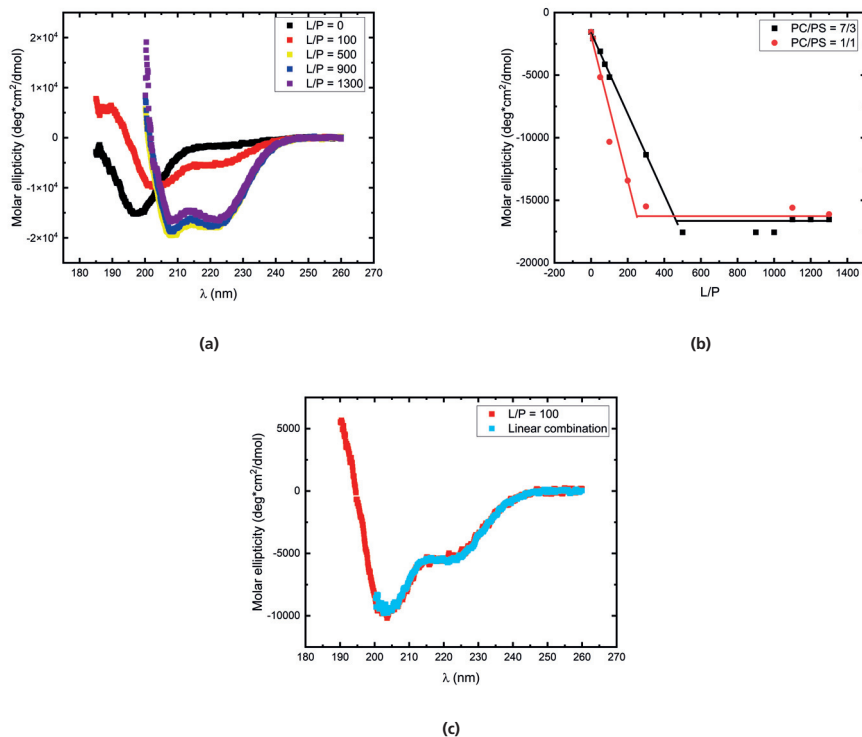 L/P = 0
L/P = 100
L/P = 500
L/P = 900
L/P = 1300
2×10⁴
1×10⁴
0
-1×10⁴
-2×10⁴
Molar ellipticity (deg*cm²/dmol)
180 190 200 210 220 230 240 250 260 270
λ (nm)
(a)
PC/PS = 7/3
PC/PS = 1/1
0
-5000
-10000
-15000
-20000
Molar ellipticity (deg*cm²/dmol)
-200 0 200 400 600 800 1000 1200 1400
L/P
(b)
L/P = 100
Linear combination
5000
0
-5000
-10000
Molar ellipticity (deg*cm²/dmol)
180 190 200 210 220 230 240 250 260 270
λ (nm)
(c)